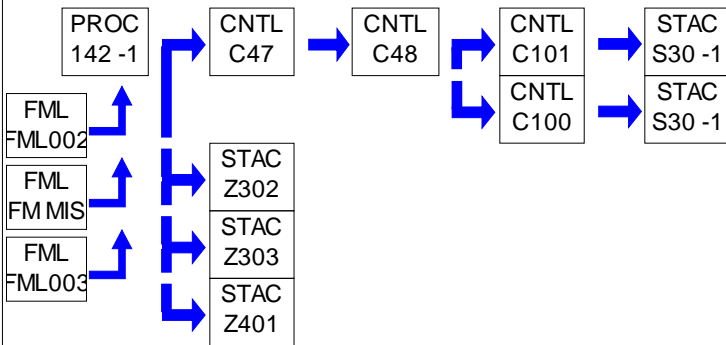 PROC
142 -1
CNTL
C47
CNTL
C48
CNTL
C101
STAC
S30 -1
CNTL
C100
STAC
S30 -1
FML
FML002
FML
FM MIS
FML
FML003
STAC
Z302
STAC
Z303
STAC
Z401